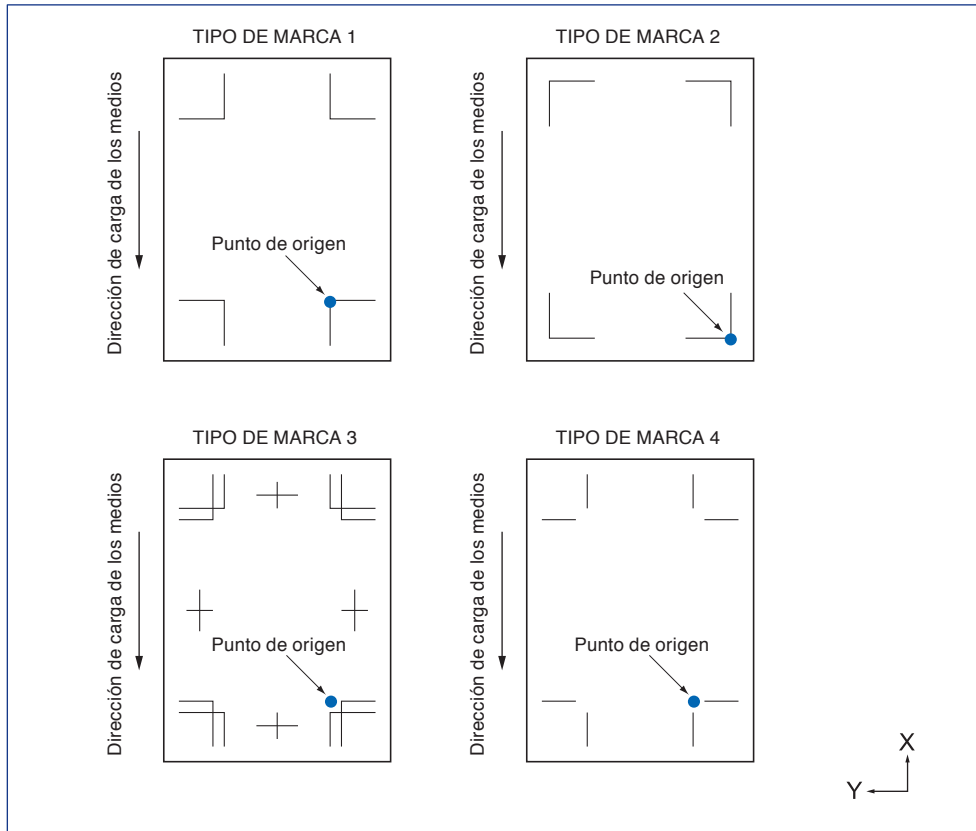 TIPO DE MARCA 1
Dirección de carga de los medios
Punto de origen
TIPO DE MARCA 2
Dirección de carga de los medios
Punto de origen
TIPO DE MARCA 3
Dirección de carga de los medios
Punto de origen
TIPO DE MARCA 4
Dirección de carga de los medios
Punto de origen
X
Y